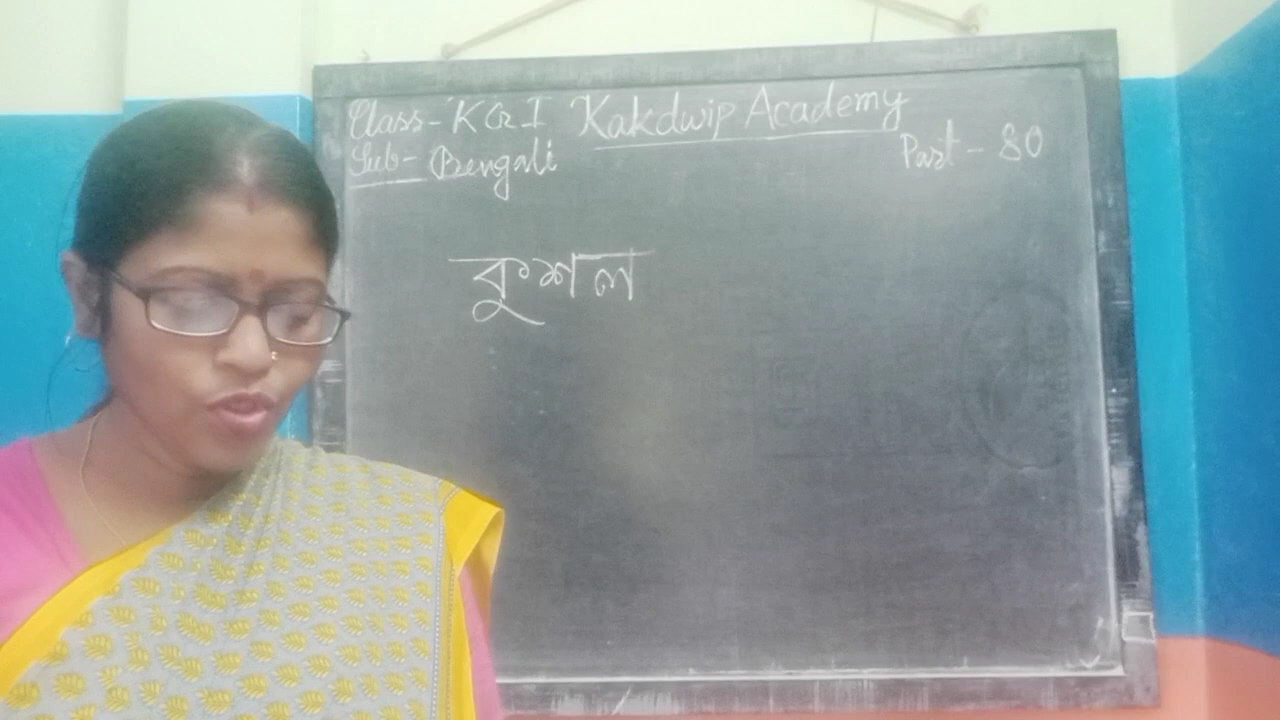 Class - KG-I Kakdwip Academy
Sub - Bengali Part - 80
কুশল